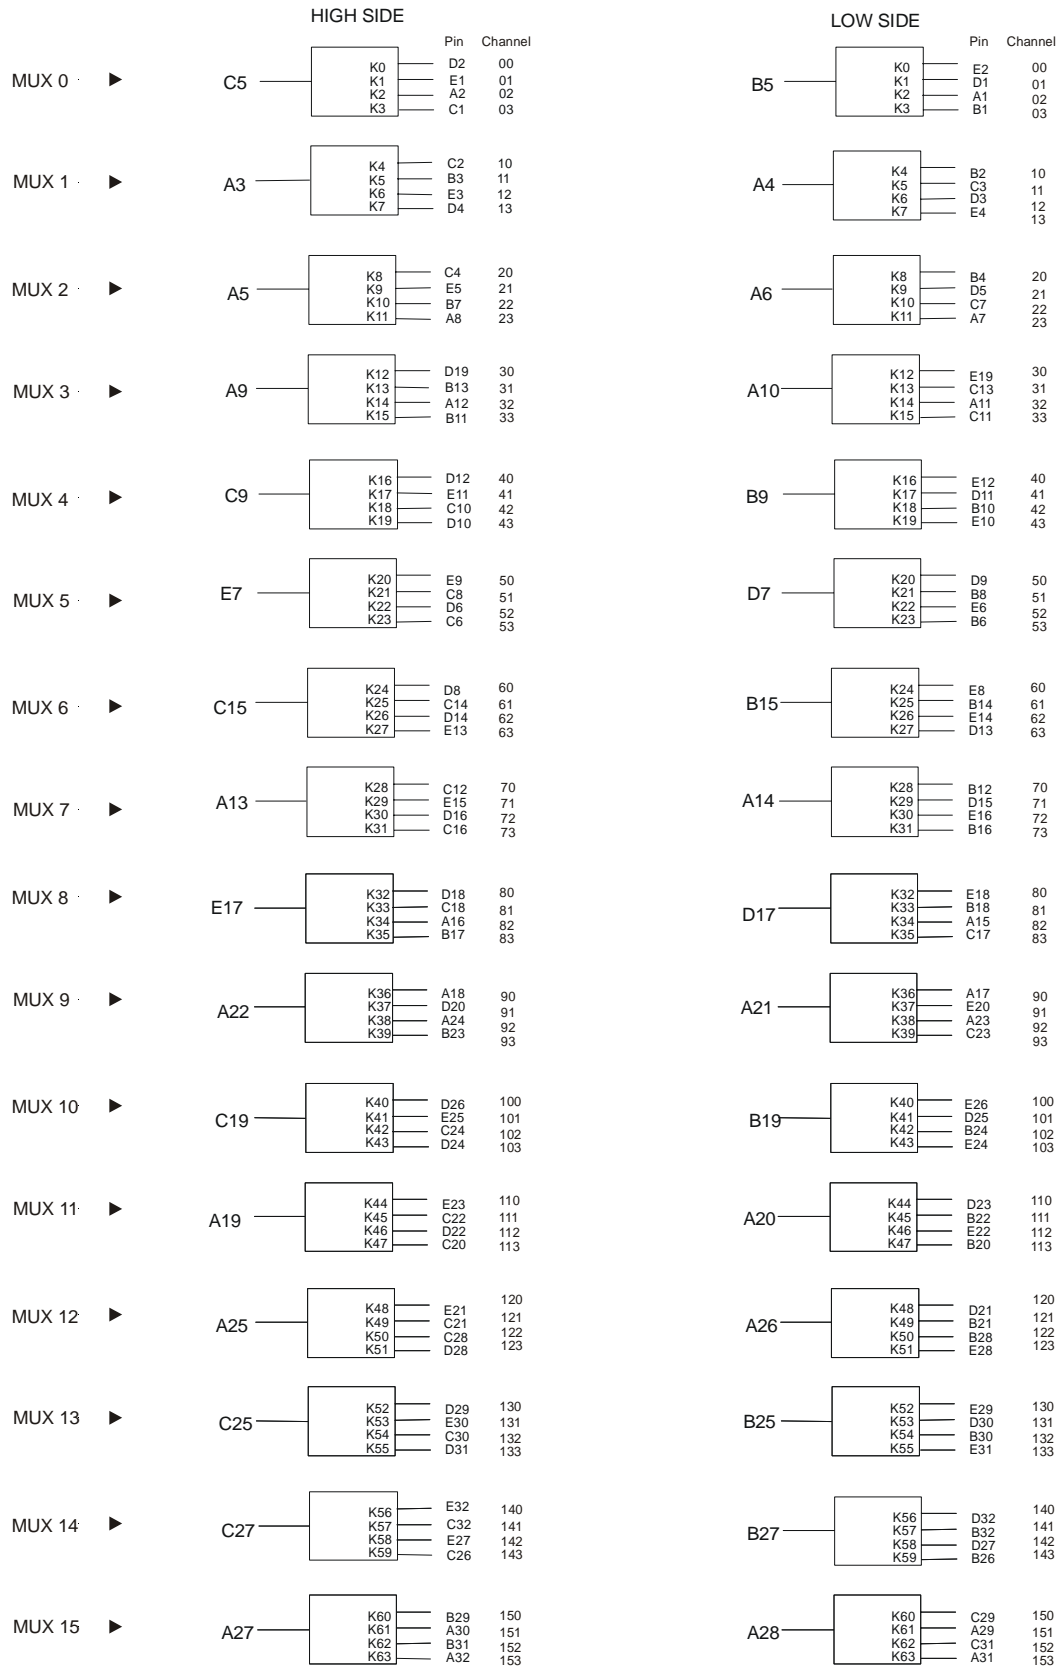 HIGH SIDE LOW SIDE
Pin Channel Pin Channel
MUX 0 C5 B5
K0 D2 00 K0 E2 00
K1 E1 01 K1 D1 01
K2 A2 02 K2 A1 02
K3 C1 03 K3 B1 03
MUX 1 A3 A4
K4 C2 10 K4 B2 10
K5 B3 11 K5 C3 11
K6 E3 12 K6 D3 12
K7 D4 13 K7 E4 13
MUX 2 A5 A6
K8 C4 20 K8 B4 20
K9 E5 21 K9 D5 21
K10 B7 22 K10 C7 22
K11 A8 23 K11 A7 23
MUX 3 A9 A10
K12 D19 30 K12 E19 30
K13 B13 31 K13 C13 31
K14 A12 32 K14 A11 32
K15 B11 33 K15 C11 33
MUX 4 C9 B9
K16 D12 40 K16 E12 40
K17 E11 41 K17 D11 41
K18 C10 42 K18 B10 42
K19 D10 43 K19 E10 43
MUX 5 E7 D7
K20 E9 50 K20 D9 50
K21 C8 51 K21 B8 51
K22 D6 52 K22 E6 52
K23 C6 53 K23 B6 53
MUX 6 C15 B15
K24 D8 60 K24 E8 60
K25 C14 61 K25 B14 61
K26 D14 62 K26 E14 62
K27 E13 63 K27 D13 63
MUX 7 A13 A14
K28 C12 70 K28 B12 70
K29 E15 71 K29 D15 71
K30 D16 72 K30 E16 72
K31 C16 73 K31 B16 73
MUX 8 E17 D17
K32 D18 80 K32 E18 80
K33 C18 81 K33 B18 81
K34 A16 82 K34 A15 82
K35 B17 83 K35 C17 83
MUX 9 A22 A21
K36 A18 90 K36 A17 90
K37 D20 91 K37 E20 91
K38 A24 92 K38 A23 92
K39 B23 93 K39 C23 93
MUX 10 C19 B19
K40 D26 100 K40 E26 100
K41 E25 101 K41 D25 101
K42 C24 102 K42 B24 102
K43 D24 103 K43 E24 103
MUX 11 A19 A20
K44 E23 110 K44 D23 110
K45 C22 111 K45 B22 111
K46 D22 112 K46 E22 112
K47 C20 113 K47 B20 113
MUX 12 A25 A26
K48 E21 120 K48 D21 120
K49 C21 121 K49 B21 121
K50 C28 122 K50 B28 122
K51 D28 123 K51 E28 123
MUX 13 C25 B25
K52 D29 130 K52 E29 130
K53 E30 131 K53 D30 131
K54 C30 132 K54 B30 132
K55 D31 133 K55 E31 133
MUX 14 C27 B27
K56 E32 140 K56 D32 140
K57 C32 141 K57 B32 141
K58 E27 142 K58 D27 142
K59 C26 143 K59 B26 143
MUX 15 A27 A28
K60 B29 150 K60 C29 150
K61 A30 151 K61 A29 151
K62 B31 152 K62 C31 152
K63 A32 153 K63 A31 153